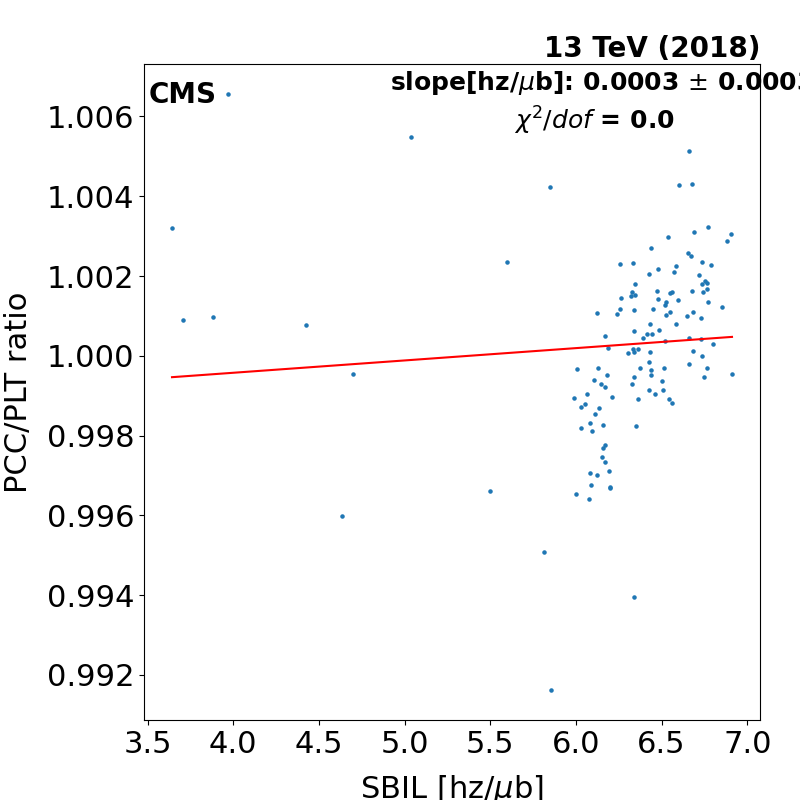 13 TeV (2018)
CMS
slope[hz/μb]: 0.0003 ± 0.0003
χ²/dof = 0.0
1.006
1.004
1.002
1.000
0.998
0.996
0.994
0.992
PCC/PLT ratio
3.5 4.0 4.5 5.0 5.5 6.0 6.5 7.0
SBIL [hz/μb]